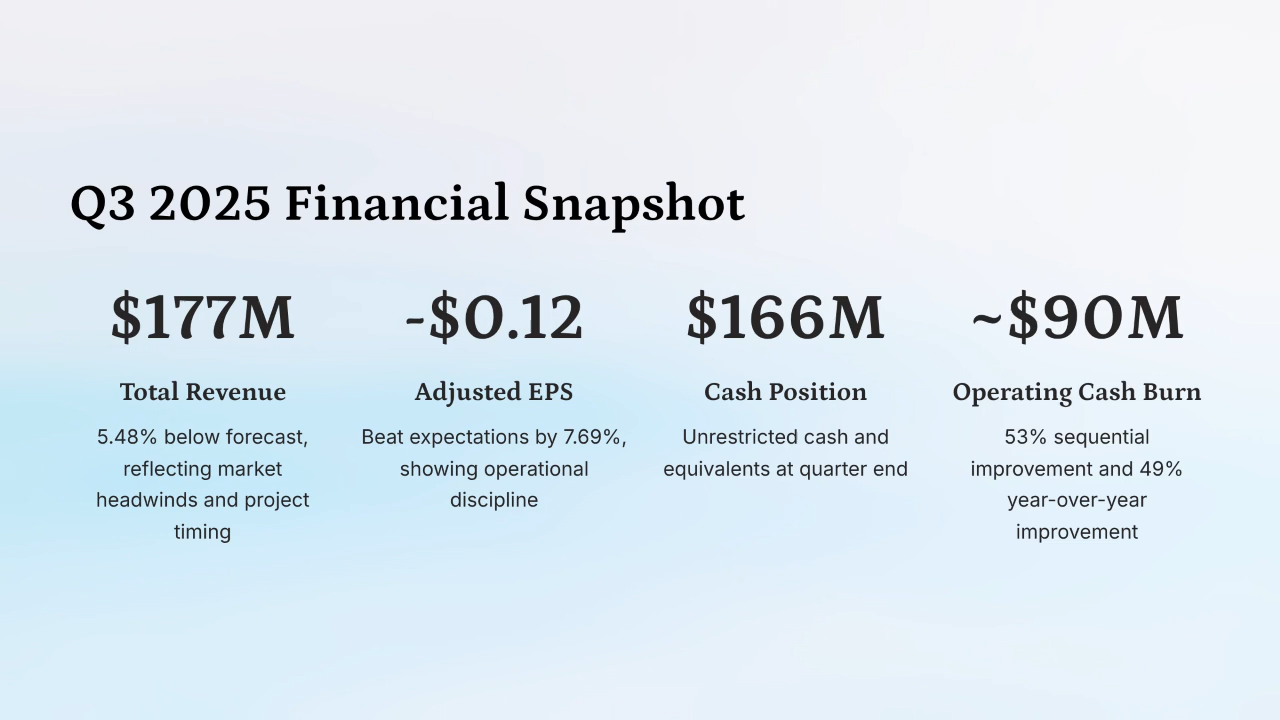 Q3 2025 Financial Snapshot
$177M
Total Revenue
5.48% below forecast,
reflecting market
headwinds and project
timing
-$0.12
Adjusted EPS
Beat expectations by 7.69%,
showing operational
discipline
$166M
Cash Position
Unrestricted cash and
equivalents at quarter end
~$90M
Operating Cash Burn
53% sequential
improvement and 49%
year-over-year
improvement